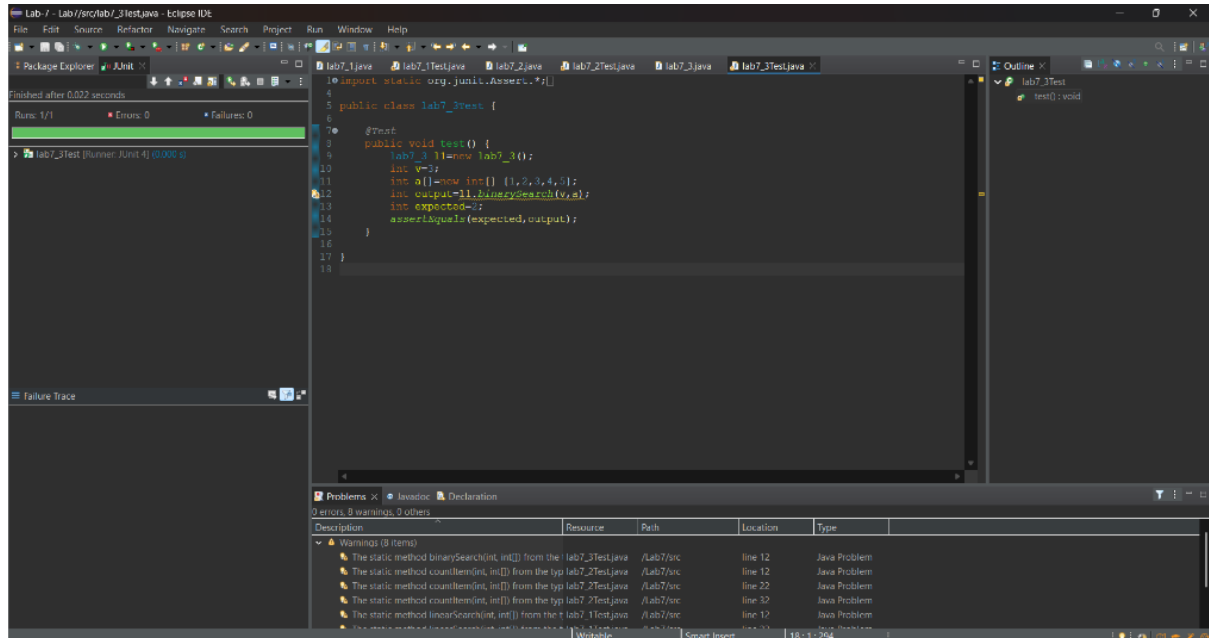 Lab-7 - Lab7/src/lab7_3Test.java - Eclipse IDE
File Edit Source Refactor Navigate Search Project Run Window Help
Package Explorer JUnit
Finished after 0.022 seconds
Runs: 1/1 Errors: 0 Failures: 0
lab7_3Test [Runner: JUnit 4] (0.000 s)
Failure Trace
lab7_1.java lab7_1Test.java lab7_2.java lab7_2Test.java lab7_3.java lab7_3Test.java
1 import static org.junit.Assert.*;
4
5 public class lab7_3Test {
6
7 @Test
8 public void test() {
9 lab7_3 l1=new lab7_3();
10 int v=3;
11 int a[]=new int[] {1,2,3,4,5};
12 int output=l1.binarySearch(v,a);
13 int expected=2;
14 assertEquals(expected,output);
15 }
16
17 }
18
Outline
lab7_3Test
test() : void
Problems Javadoc Declaration
0 errors, 8 warnings, 0 others
Description Resource Path Location Type
Warnings (8 items)
The static method binarySearch(int, int[]) from the lab7_3Test.java /Lab7/src line 12 Java Problem
The static method countItem(int, int[]) from the typ lab7_2Test.java /Lab7/src line 12 Java Problem
The static method countItem(int, int[]) from the typ lab7_2Test.java /Lab7/src line 22 Java Problem
The static method countItem(int, int[]) from the typ lab7_2Test.java /Lab7/src line 32 Java Problem
The static method linearSearch(int, int[]) from the t lab7_1Test.java /Lab7/src line 12 Java Problem
Writable Smart Insert 18 : 1 : 294